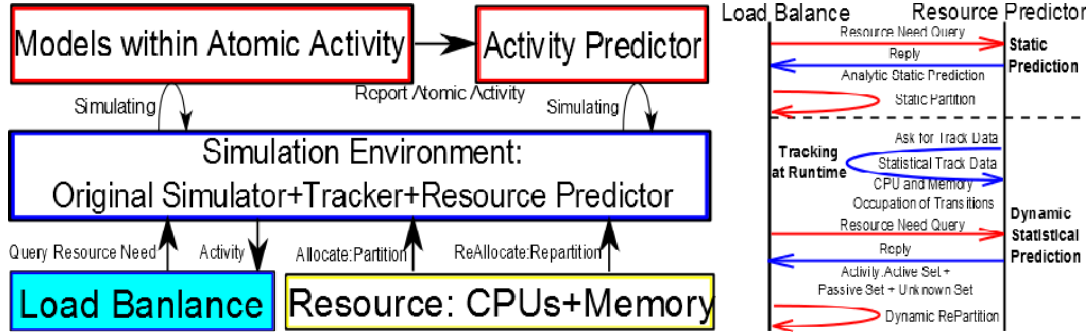 Models within Atomic Activity
Activity Predictor
Report Atomic Activity
Simulating
Simulating
Simulation Environment:
Original Simulator+Tracker+Resource Predictor
Query Resource Need
Activity
Allocate:Partition
ReAllocate:Repartition
Load Banlance
Resource: CPUs+Memory
Load Balance
Resource Predictor
Resource Need Query
Reply
Analytic Static Prediction
Static Partition
Static
Prediction
Ask for Track Data
Tracking
at Runtime
Statistical Track Data
CPU and Memory
Occupation of Transitions
Resource Need Query
Reply
Activity:Active Set +
Passive Set + Unknown Set
Dynamic RePartition
Dynamic
Statistical
Prediction